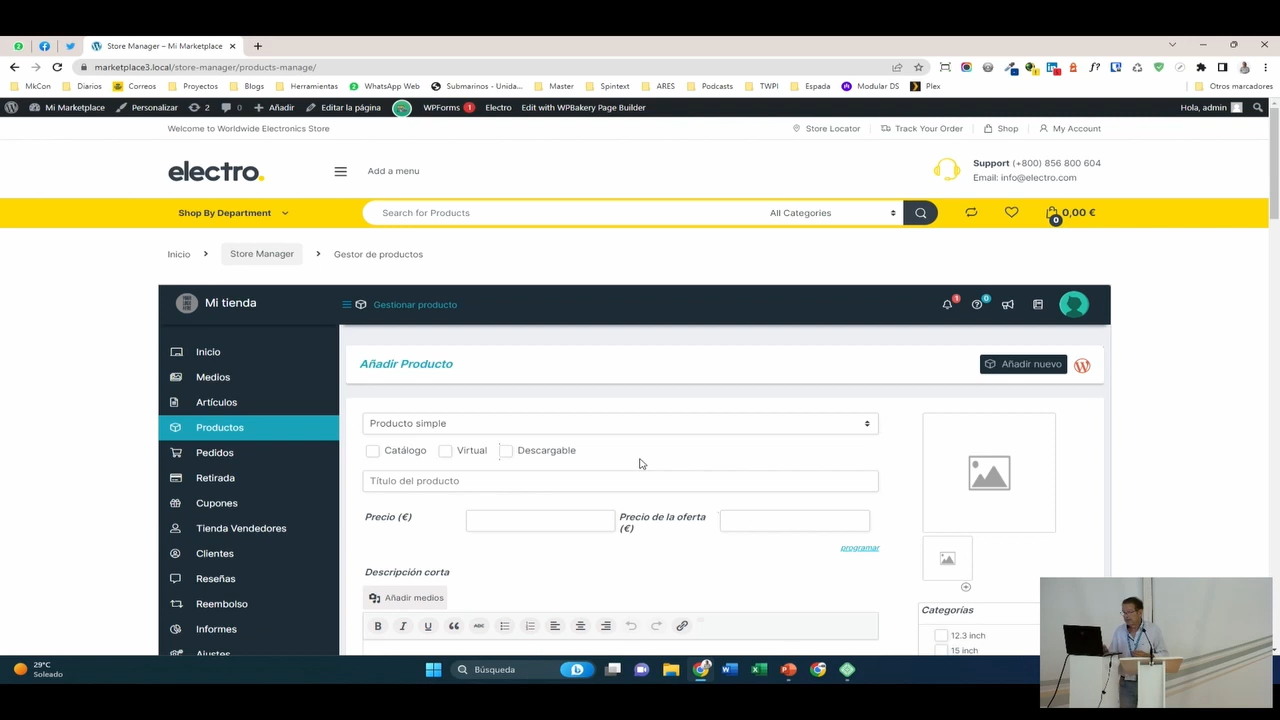 Store Manager – Mi Marketplace
marketplace3.local/store-manager/products-manage/
MkCon Diarios Correos Proyectos Blogs Herramientas WhatsApp Web Submarinos - Unida... Master Spintext ARES Podcasts TWPI Espada Modular DS Plex Otros marcadores
Mi Marketplace Personalizar 2 0 Añadir Editar la página WPForms 1 Electro Edit with WPBakery Page Builder Hola, admin
Welcome to Worldwide Electronics Store Store Locator Track Your Order Shop My Account
electro. Add a menu
Support (+800) 856 800 604
Email: info@electro.com
Shop By Department Search for Products All Categories 0 0,00 €
Inicio Store Manager Gestor de productos
Mi tienda Gestionar producto 1 0
Inicio
Medios
Artículos
Productos
Pedidos
Retirada
Cupones
Tienda Vendedores
Clientes
Reseñas
Reembolso
Informes
Ajustes
Añadir Producto Añadir nuevo
Producto simple
Catálogo Virtual Descargable
Título del producto
Precio (€) Precio de la oferta (€)
programar
Descripción corta
Añadir medios
B I U ABC
Categorías
12.3 inch
15 inch
29°C
Soleado
Búsqueda